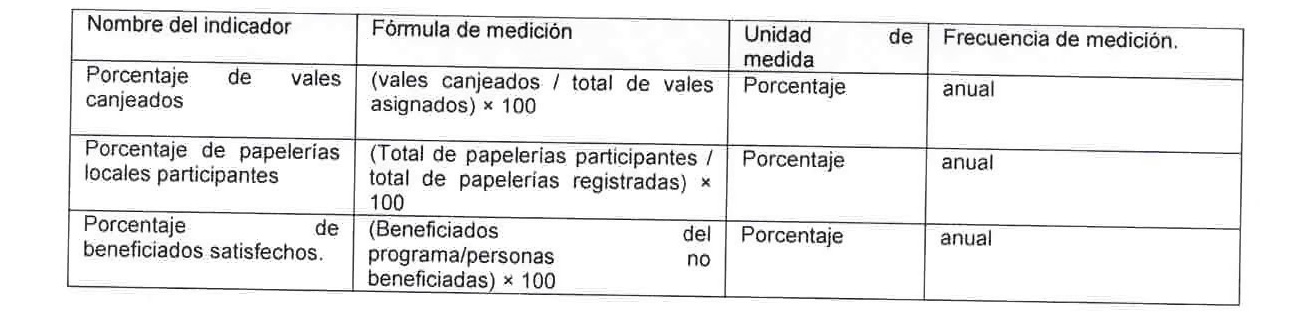 Nombre del indicador
Fórmula de medición
Unidad de
medida
Frecuencia de medición.
Porcentaje de vales
canjeados
(vales canjeados / total de vales
asignados) × 100
Porcentaje
anual
Porcentaje de papelerías
locales participantes
(Total de papelerías participantes /
total de papelerías registradas) ×
100
Porcentaje
anual
Porcentaje de
beneficiados satisfechos.
(Beneficiados del
programa/personas no
beneficiadas) × 100
Porcentaje
anual